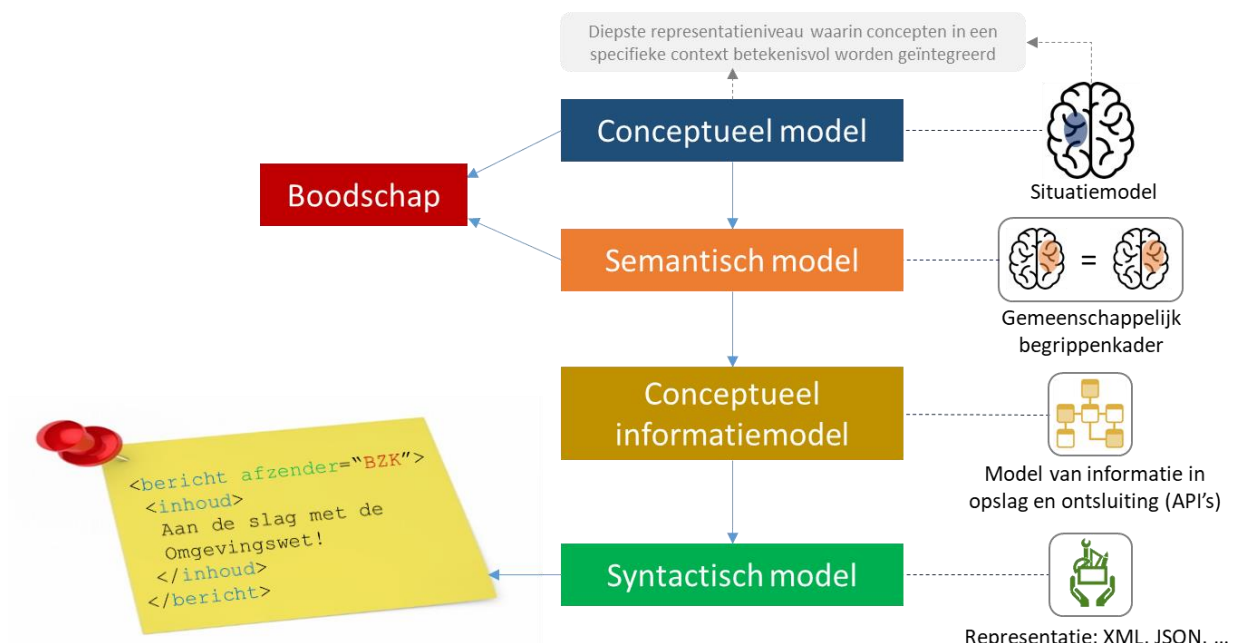 Diepste representatieniveau waarin concepten in een
specifieke context betekenisvol worden geïntegreerd
Conceptueel model
Situatiemodel
Boodschap
Semantisch model
=
Gemeenschappelijk
begrippenkader
Conceptueel
informatiemodel
Model van informatie in
opslag en ontsluiting (API’s)
<bericht afzender=“BZK”>
<inhoud>
Aan de slag met de
Omgevingswet!
</inhoud>
</bericht>
Syntactisch model
Representatie: XML, JSON, …